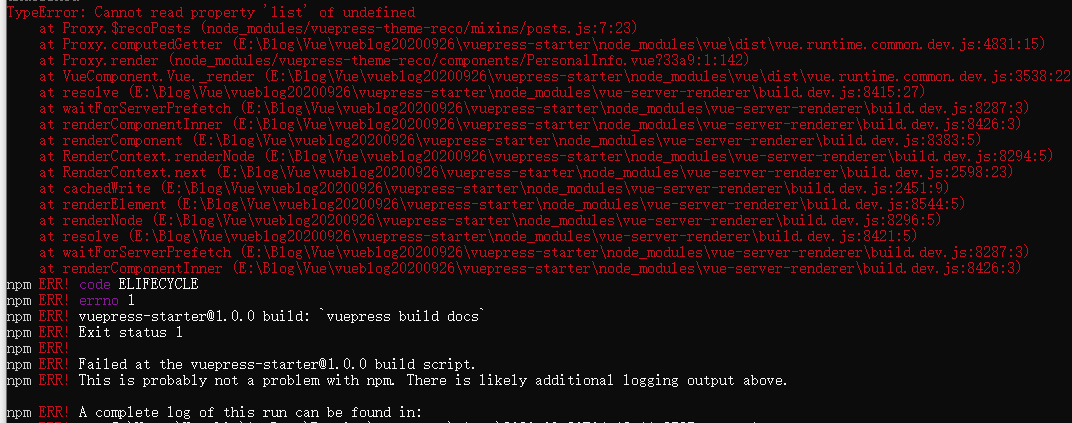 TypeError: Cannot read property 'list' of undefined
at Proxy.$recoPosts (node_modules/vuepress-theme-reco/mixins/posts.js:7:23)
at Proxy.computedGetter (E:\Blog\Vue\vueblog20200926\vuepress-starter\node_modules\vue\dist\vue.runtime.common.dev.js:4831:15)
at Proxy.render (node_modules/vuepress-theme-reco/components/PersonalInfo.vue?33a9:1:142)
at VueComponent.Vue._render (E:\Blog\Vue\vueblog20200926\vuepress-starter\node_modules\vue\dist\vue.runtime.common.dev.js:3538:22
at resolve (E:\Blog\Vue\vueblog20200926\vuepress-starter\node_modules\vue-server-renderer\build.dev.js:8415:27)
at waitForServerPrefetch (E:\Blog\Vue\vueblog20200926\vuepress-starter\node_modules\vue-server-renderer\build.dev.js:8287:3)
at renderComponentInner (E:\Blog\Vue\vueblog20200926\vuepress-starter\node_modules\vue-server-renderer\build.dev.js:8426:3)
at renderComponent (E:\Blog\Vue\vueblog20200926\vuepress-starter\node_modules\vue-server-renderer\build.dev.js:8383:5)
at RenderContext.renderNode (E:\Blog\Vue\vueblog20200926\vuepress-starter\node_modules\vue-server-renderer\build.dev.js:8294:5)
at RenderContext.next (E:\Blog\Vue\vueblog20200926\vuepress-starter\node_modules\vue-server-renderer\build.dev.js:2598:23)
at cachedWrite (E:\Blog\Vue\vueblog20200926\vuepress-starter\node_modules\vue-server-renderer\build.dev.js:2451:9)
at renderElement (E:\Blog\Vue\vueblog20200926\vuepress-starter\node_modules\vue-server-renderer\build.dev.js:8544:5)
at renderNode (E:\Blog\Vue\vueblog20200926\vuepress-starter\node_modules\vue-server-renderer\build.dev.js:8296:5)
at resolve (E:\Blog\Vue\vueblog20200926\vuepress-starter\node_modules\vue-server-renderer\build.dev.js:8421:5)
at waitForServerPrefetch (E:\Blog\Vue\vueblog20200926\vuepress-starter\node_modules\vue-server-renderer\build.dev.js:8287:3)
at renderComponentInner (E:\Blog\Vue\vueblog20200926\vuepress-starter\node_modules\vue-server-renderer\build.dev.js:8426:3)
npm ERR! code ELIFECYCLE
npm ERR! errno 1
npm ERR! vuepress-starter@1.0.0 build: `vuepress build docs`
npm ERR! Exit status 1
npm ERR!
npm ERR! Failed at the vuepress-starter@1.0.0 build script.
npm ERR! This is probably not a problem with npm. There is likely additional logging output above.
npm ERR! A complete log of this run can be found in: